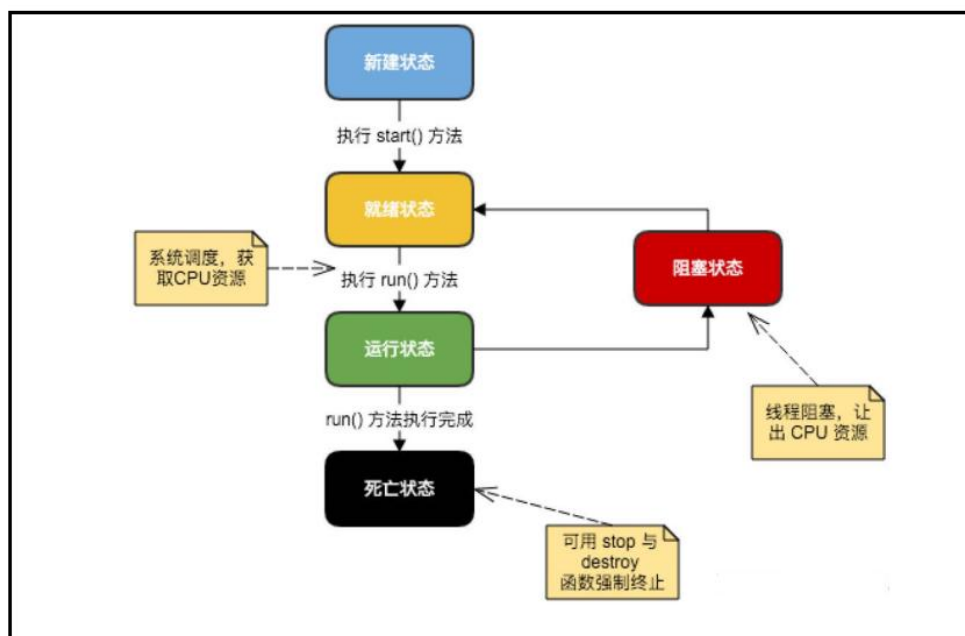 新建状态
执行 start() 方法
就绪状态
系统调度，获
取CPU资源
执行 run() 方法
阻塞状态
运行状态
线程阻塞，让
出 CPU 资源
run() 方法执行完成
死亡状态
可用 stop 与
destroy
函数强制终止